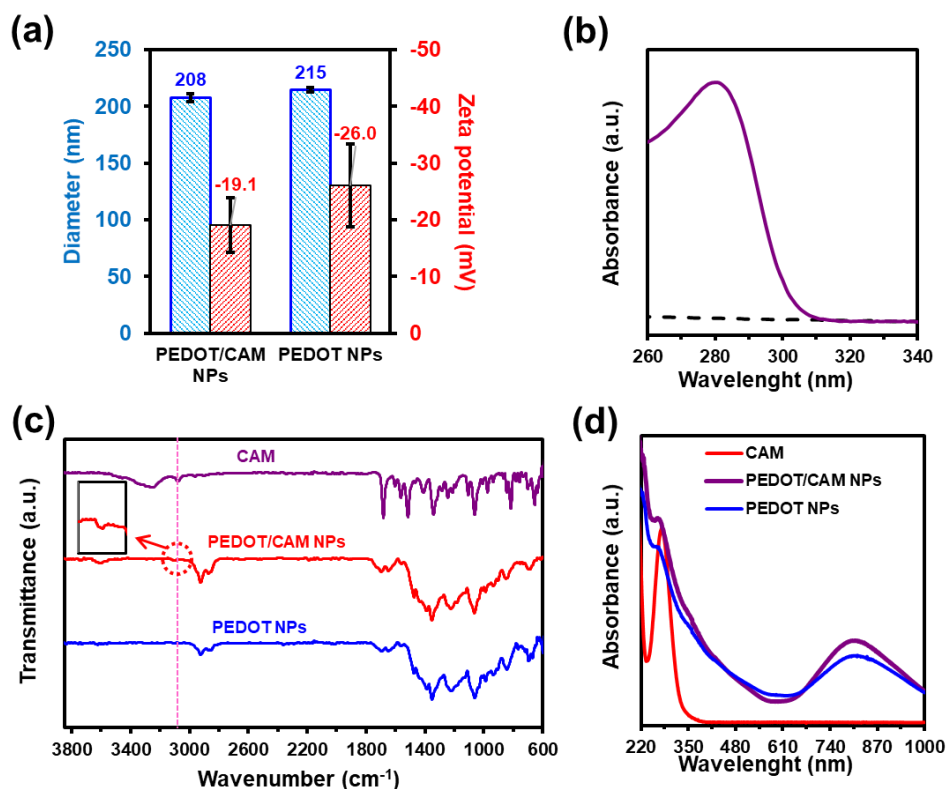 (a)
250
200
150
100
50
0
Diameter (nm)
208
-19.1
215
-26.0
-50
-40
-30
-20
-10
0
Zeta potential (mV)
PEDOT/CAM
NPs
PEDOT NPs
(b)
Absorbance (a.u.)
260 280 300 320 340
Wavelenght (nm)
(c)
Transmittance (a.u.)
CAM
PEDOT/CAM NPs
PEDOT NPs
3800 3400 3000 2600 2200 1800 1400 1000 600
Wavenumber (cm-1)
(d)
Absorbance (a.u.)
CAM
PEDOT/CAM NPs
PEDOT NPs
220 350 480 610 740 870 1000
Wavelenght (nm)